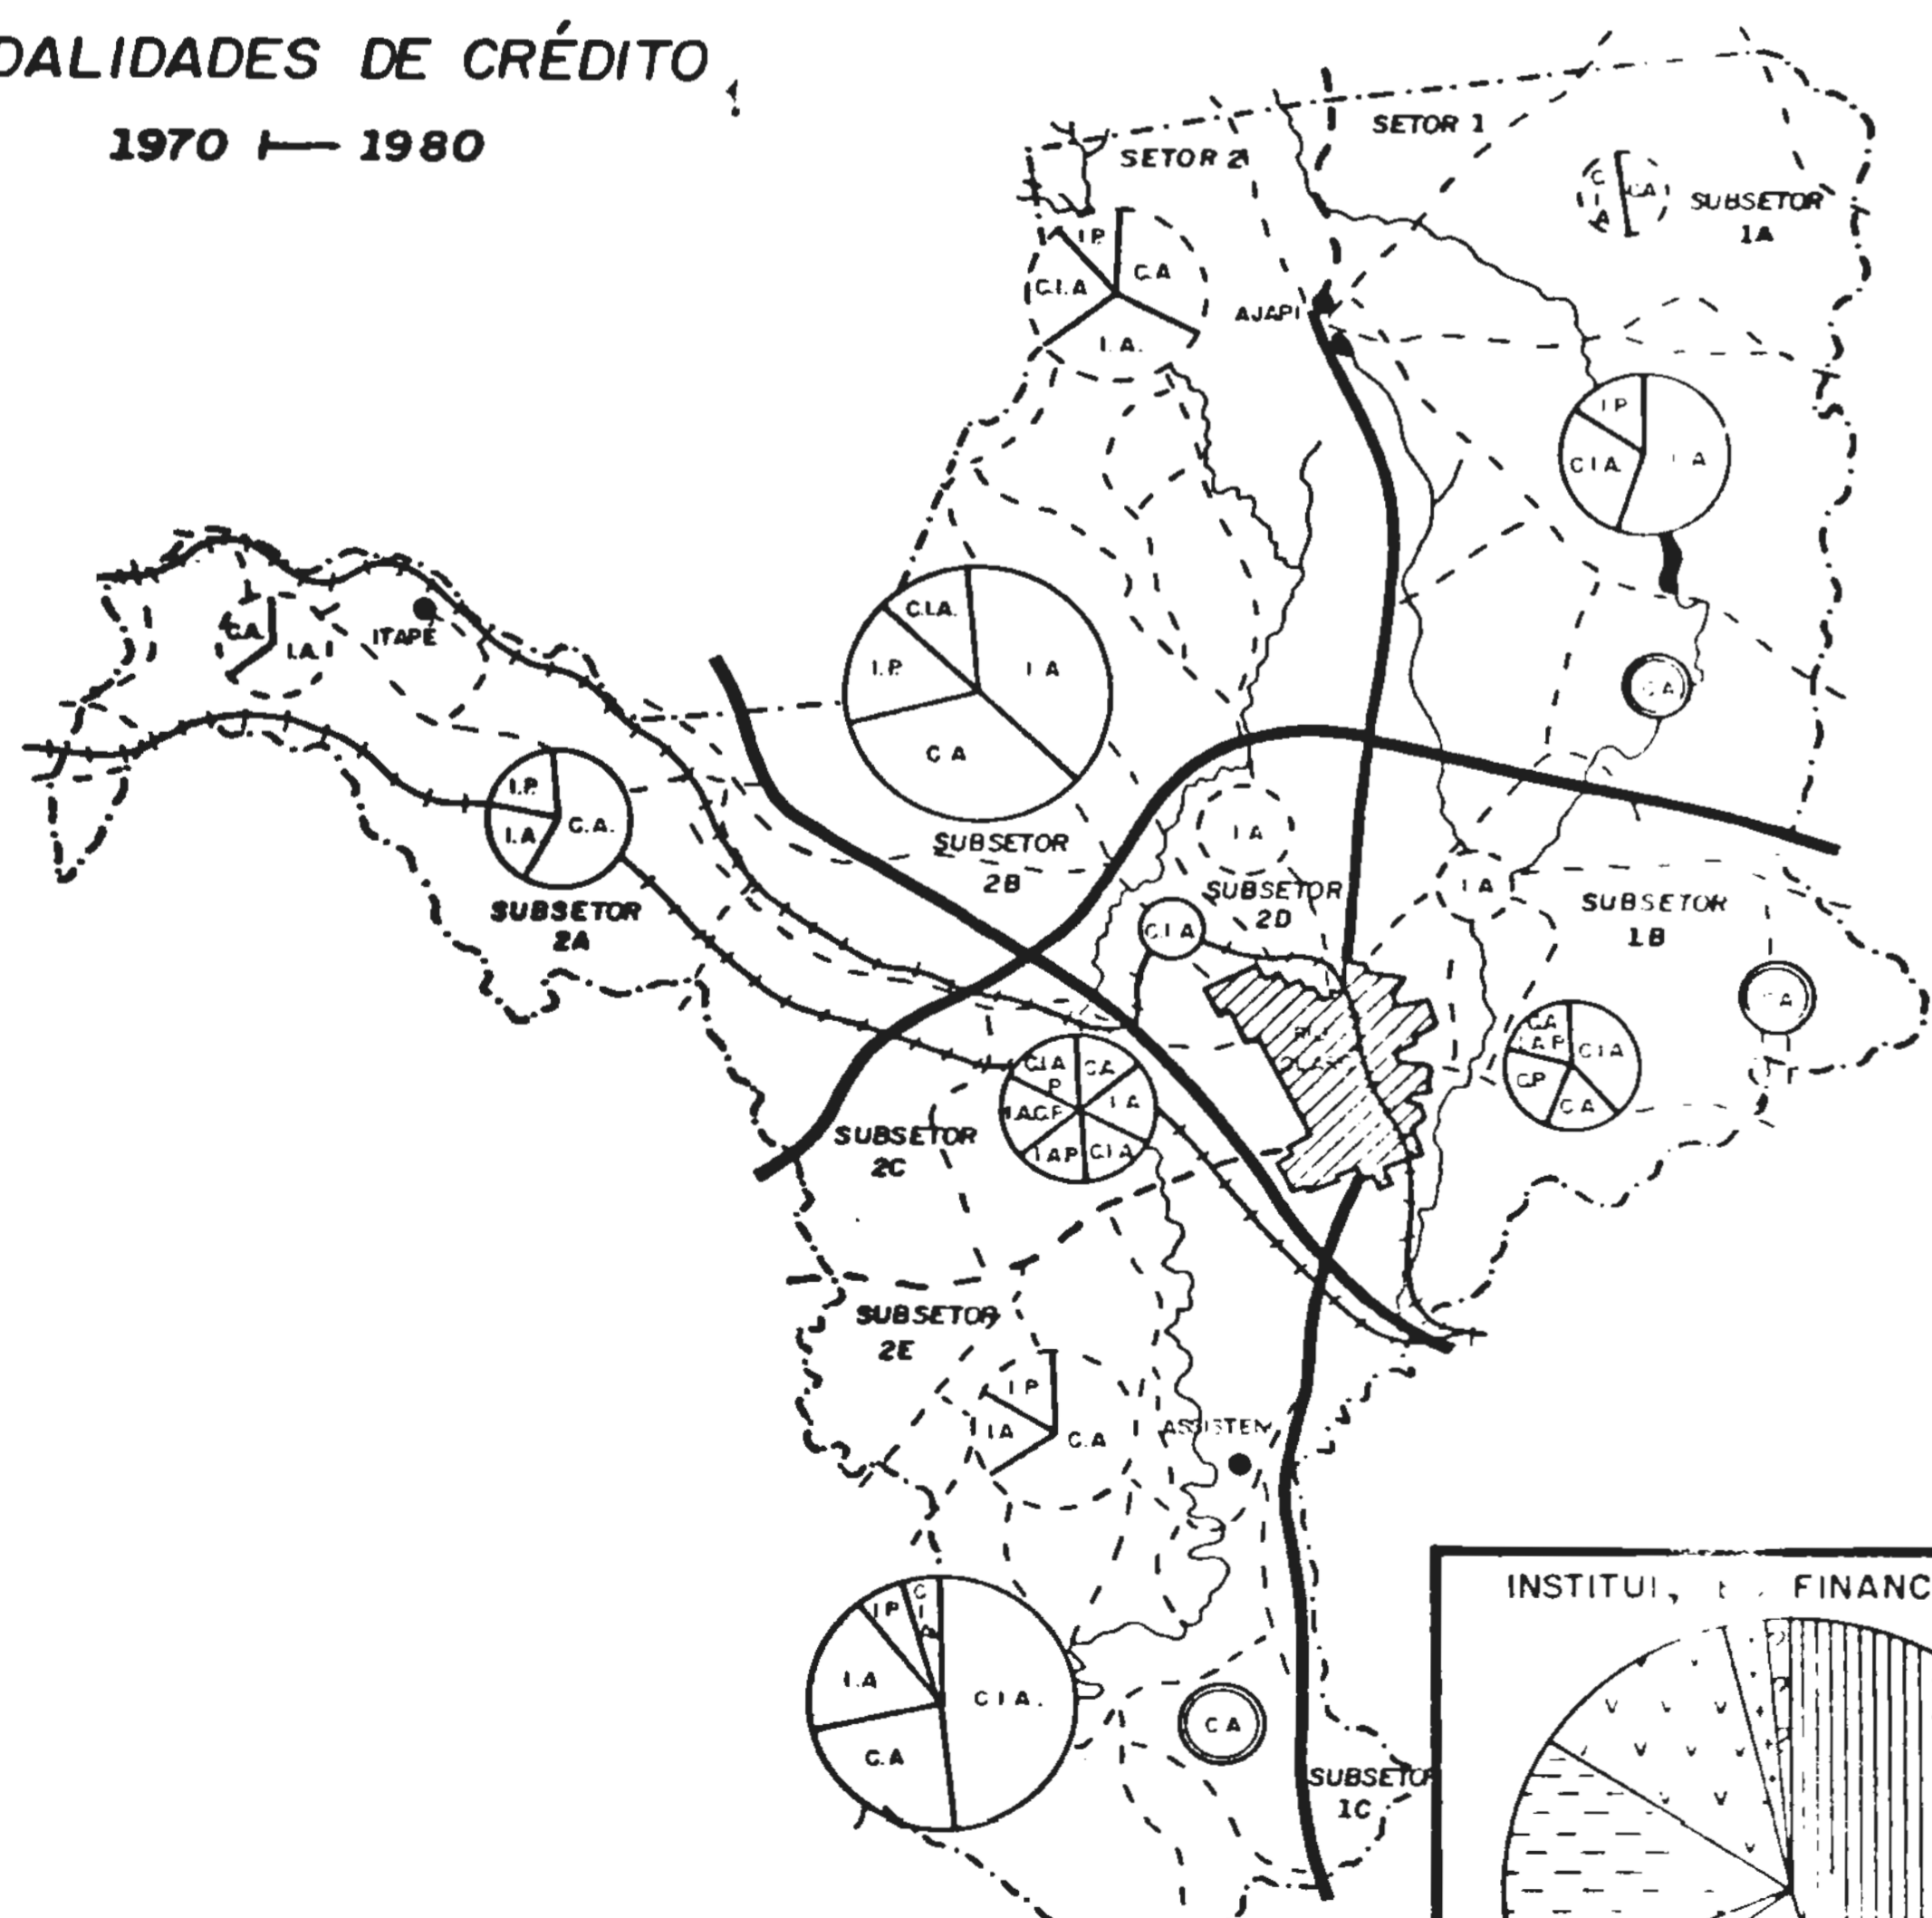 DALIDADES DE CRÉDITO
1970 ⊢— 1980
SETOR 1
SETOR 2
C
A
CA
SUBSETOR
1A
I.P.
C.A
C.I.A
I.A.
AJAPI
I P
C I A
C.A.
I.A.
ITAPÉ
C.I.A.
I.P.
I A
C A
SUBSETOR
2B
I.P.
I.A
C.A.
SUBSETOR
2A
I A
SUBSETOR
2D
C.I.A
I A
SUBSETOR
1B
C.I.A
P
C.A
I A
I.A.P
C.I.A
C.A
I.A.P
C I A
C.P
C A
SUBSETOR
2C
SUBSETOR
2E
I P
I A
C.A
C
I
A
I P
I.A
C I A.
C.A
C A
SUBSETOR
1C
INSTITUI
FINANC